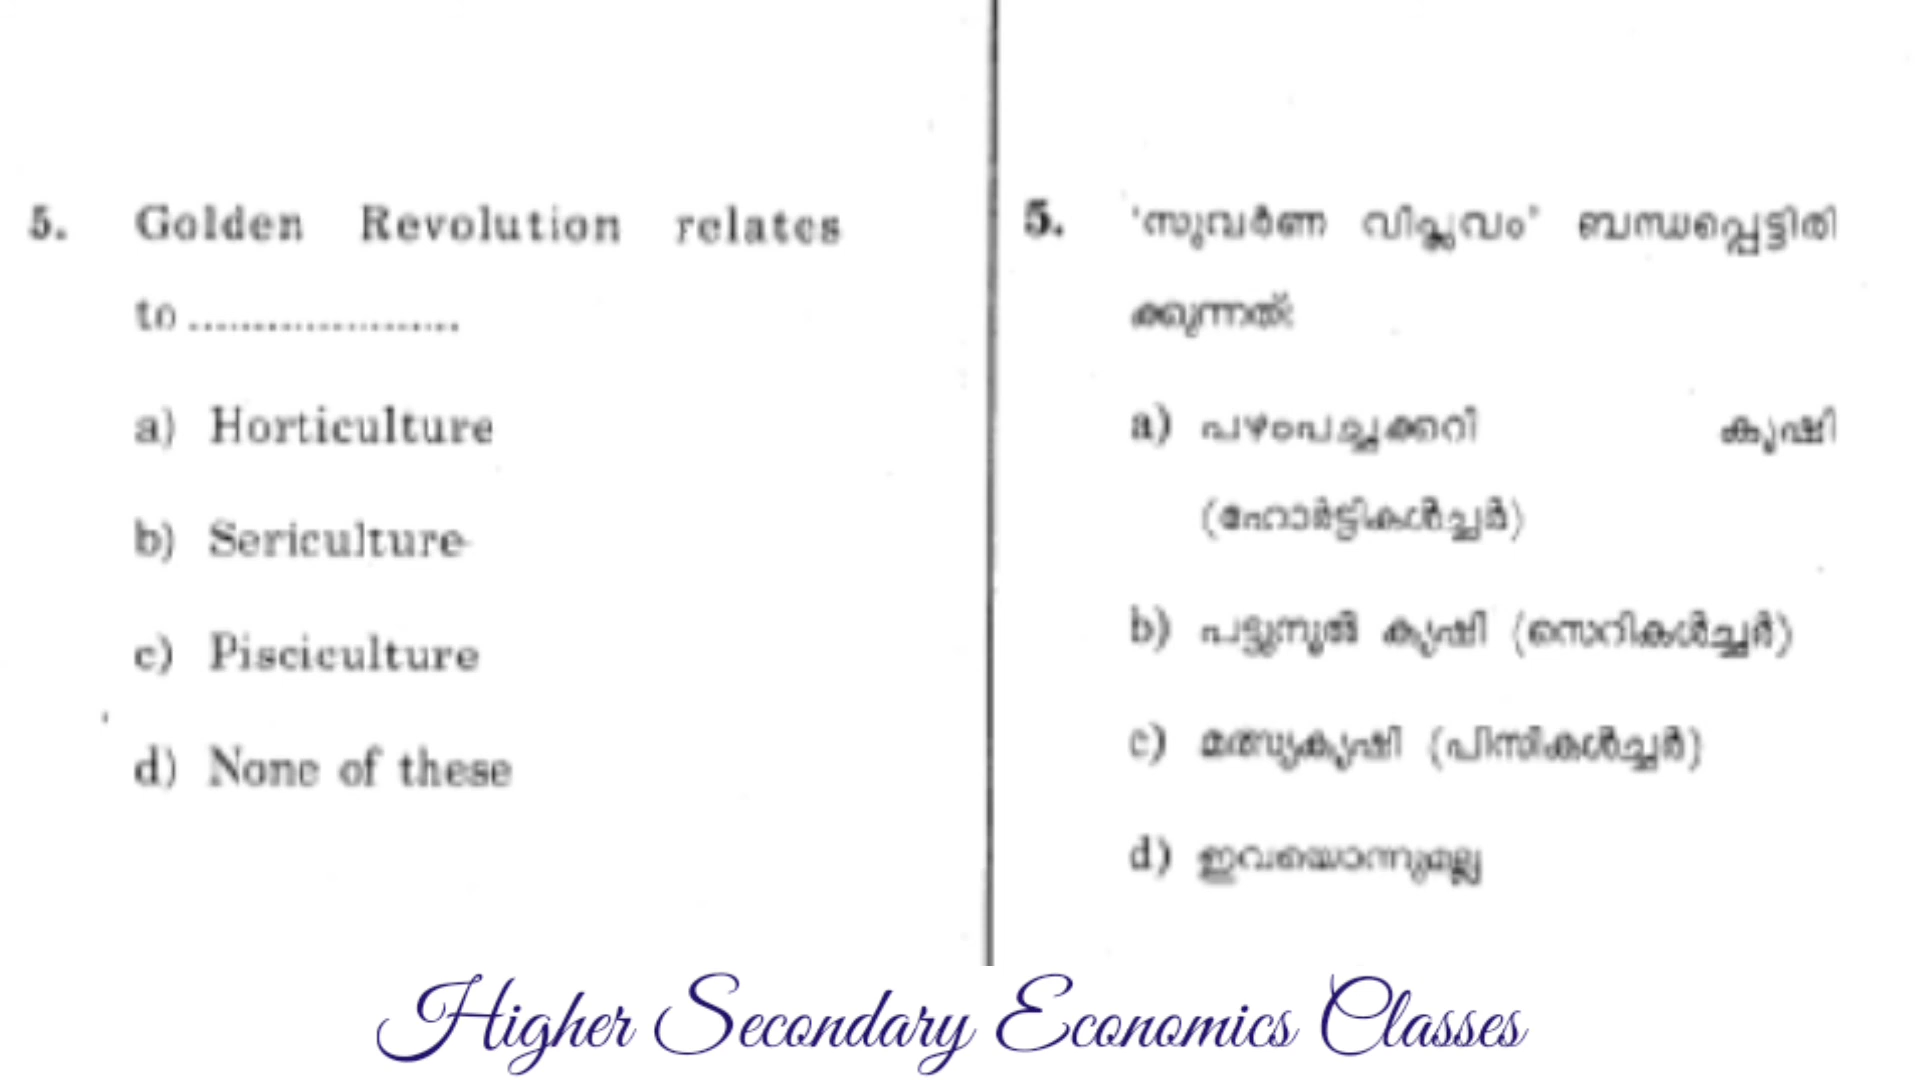 5. Golden Revolution relates
to .....................
a) Horticulture
b) Sericulture
c) Pisciculture
d) None of these
5. 'സുവർണ വിപ്ലവം' ബന്ധപ്പെട്ടിരി
ക്കുന്നത്:
a) പഴംപച്ചക്കറി കൃഷി
(ഹോർട്ടികൾച്ചർ)
b) പട്ടുനൂൽ കൃഷി (സെറികൾച്ചർ)
c) മത്സ്യകൃഷി (പിസികൾച്ചർ)
d) ഇവയൊന്നുമല്ല
Higher Secondary Economics Classes